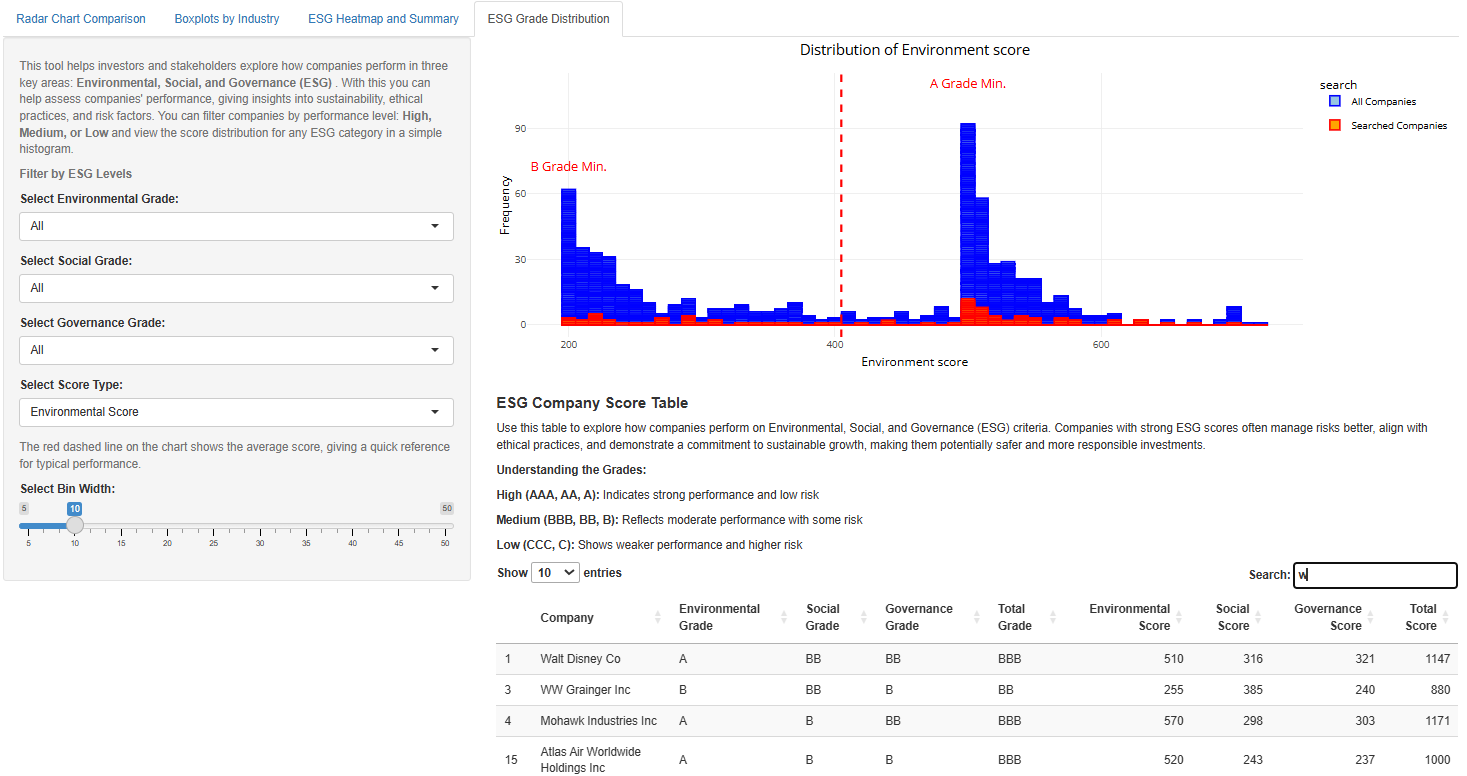 Radar Chart Comparison Boxplots by Industry ESG Heatmap and Summary ESG Grade Distribution
This tool helps investors and stakeholders explore how companies perform in three
key areas: Environmental, Social, and Governance (ESG) . With this you can
help assess companies' performance, giving insights into sustainability, ethical
practices, and risk factors. You can filter companies by performance level: High,
Medium, or Low and view the score distribution for any ESG category in a simple
histogram.
Filter by ESG Levels
Select Environmental Grade:
All
Select Social Grade:
All
Select Governance Grade:
All
Select Score Type:
Environmental Score
The red dashed line on the chart shows the average score, giving a quick reference
for typical performance.
Select Bin Width:
5 10 50
5 10 15 20 25 30 35 40 45 50
Distribution of Environment score
A Grade Min.
B Grade Min.
search
All Companies
Searched Companies
Frequency
90
60
30
0
200 400 600
Environment score
ESG Company Score Table
Use this table to explore how companies perform on Environmental, Social, and Governance (ESG) criteria. Companies with strong ESG scores often manage risks better, align with
ethical practices, and demonstrate a commitment to sustainable growth, making them potentially safer and more responsible investments.
Understanding the Grades:
High (AAA, AA, A): Indicates strong performance and low risk
Medium (BBB, BB, B): Reflects moderate performance with some risk
Low (CCC, C): Shows weaker performance and higher risk
Show 10 entries
Search: w
Company Environmental Grade Social Grade Governance Grade Total Grade Environmental Score Social Score Governance Score Total Score
1 Walt Disney Co A BB BB BBB 510 316 321 1147
3 WW Grainger Inc B BB B BB 255 385 240 880
4 Mohawk Industries Inc A B BB BBB 570 298 303 1171
15 Atlas Air Worldwide Holdings Inc A B B BBB 520 243 237 1000